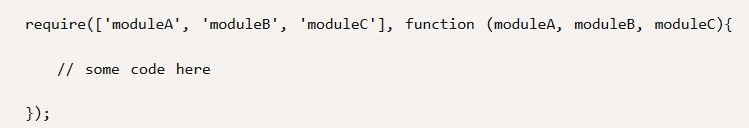 require(['moduleA', 'moduleB', 'moduleC'], function (moduleA, moduleB, moduleC){
// some code here
});